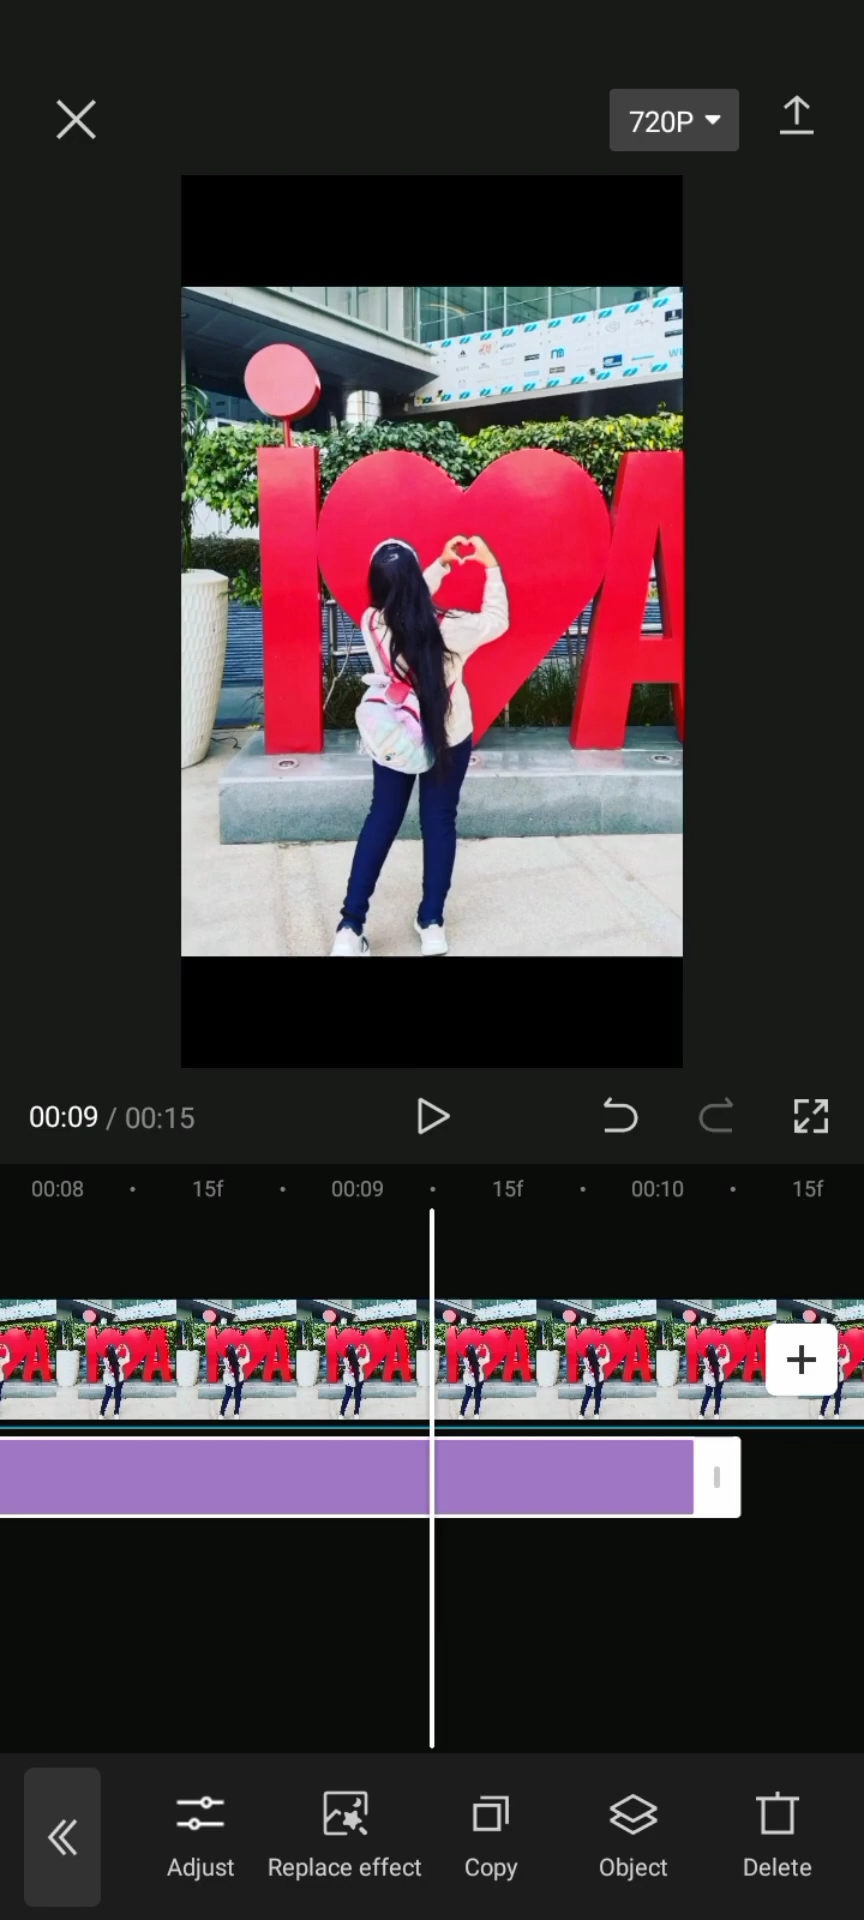 720P
I A
00:09 / 00:15
00:08 15f 00:09 15f 00:10 15f
Adjust Replace effect Copy Object Delete